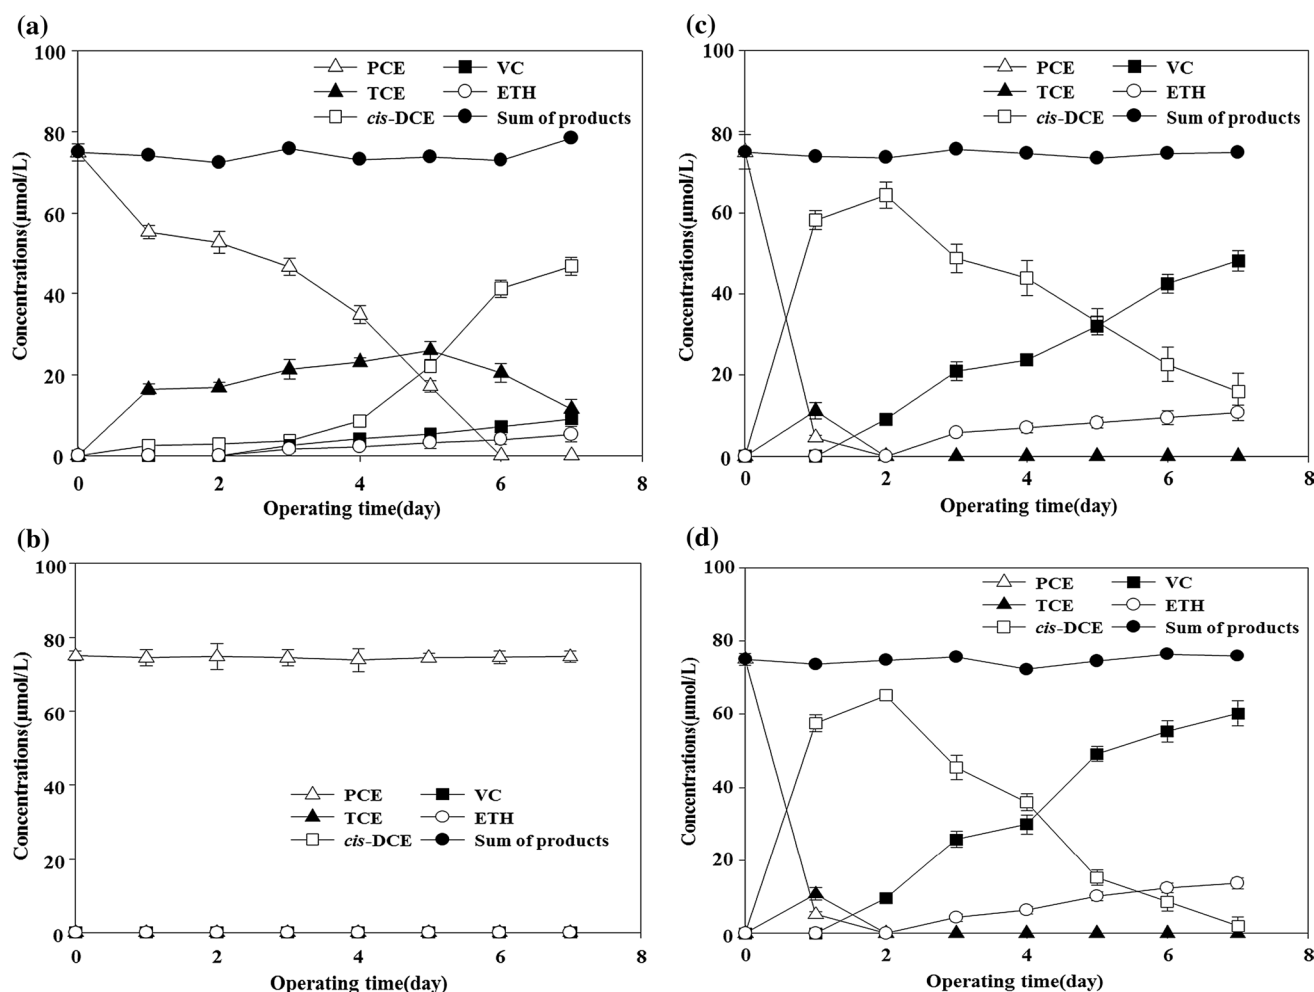 (a)
100
80
60
40
20
0
Concentrations(μmol/L)
PCE VC
TCE ETH
cis-DCE Sum of products
0 2 4 6 8
Operating time(day)
(c)
100
80
60
40
20
0
Concentrations(μmol/L)
PCE VC
TCE ETH
cis-DCE Sum of products
0 2 4 6 8
Operating time(day)
(b)
100
80
60
40
20
0
Concentrations(μmol/L)
PCE VC
TCE ETH
cis-DCE Sum of products
0 2 4 6 8
Operating time(day)
(d)
100
80
60
40
20
0
Concentrations(μmol/L)
PCE VC
TCE ETH
cis-DCE Sum of products
0 2 4 6 8
Operating time(day)